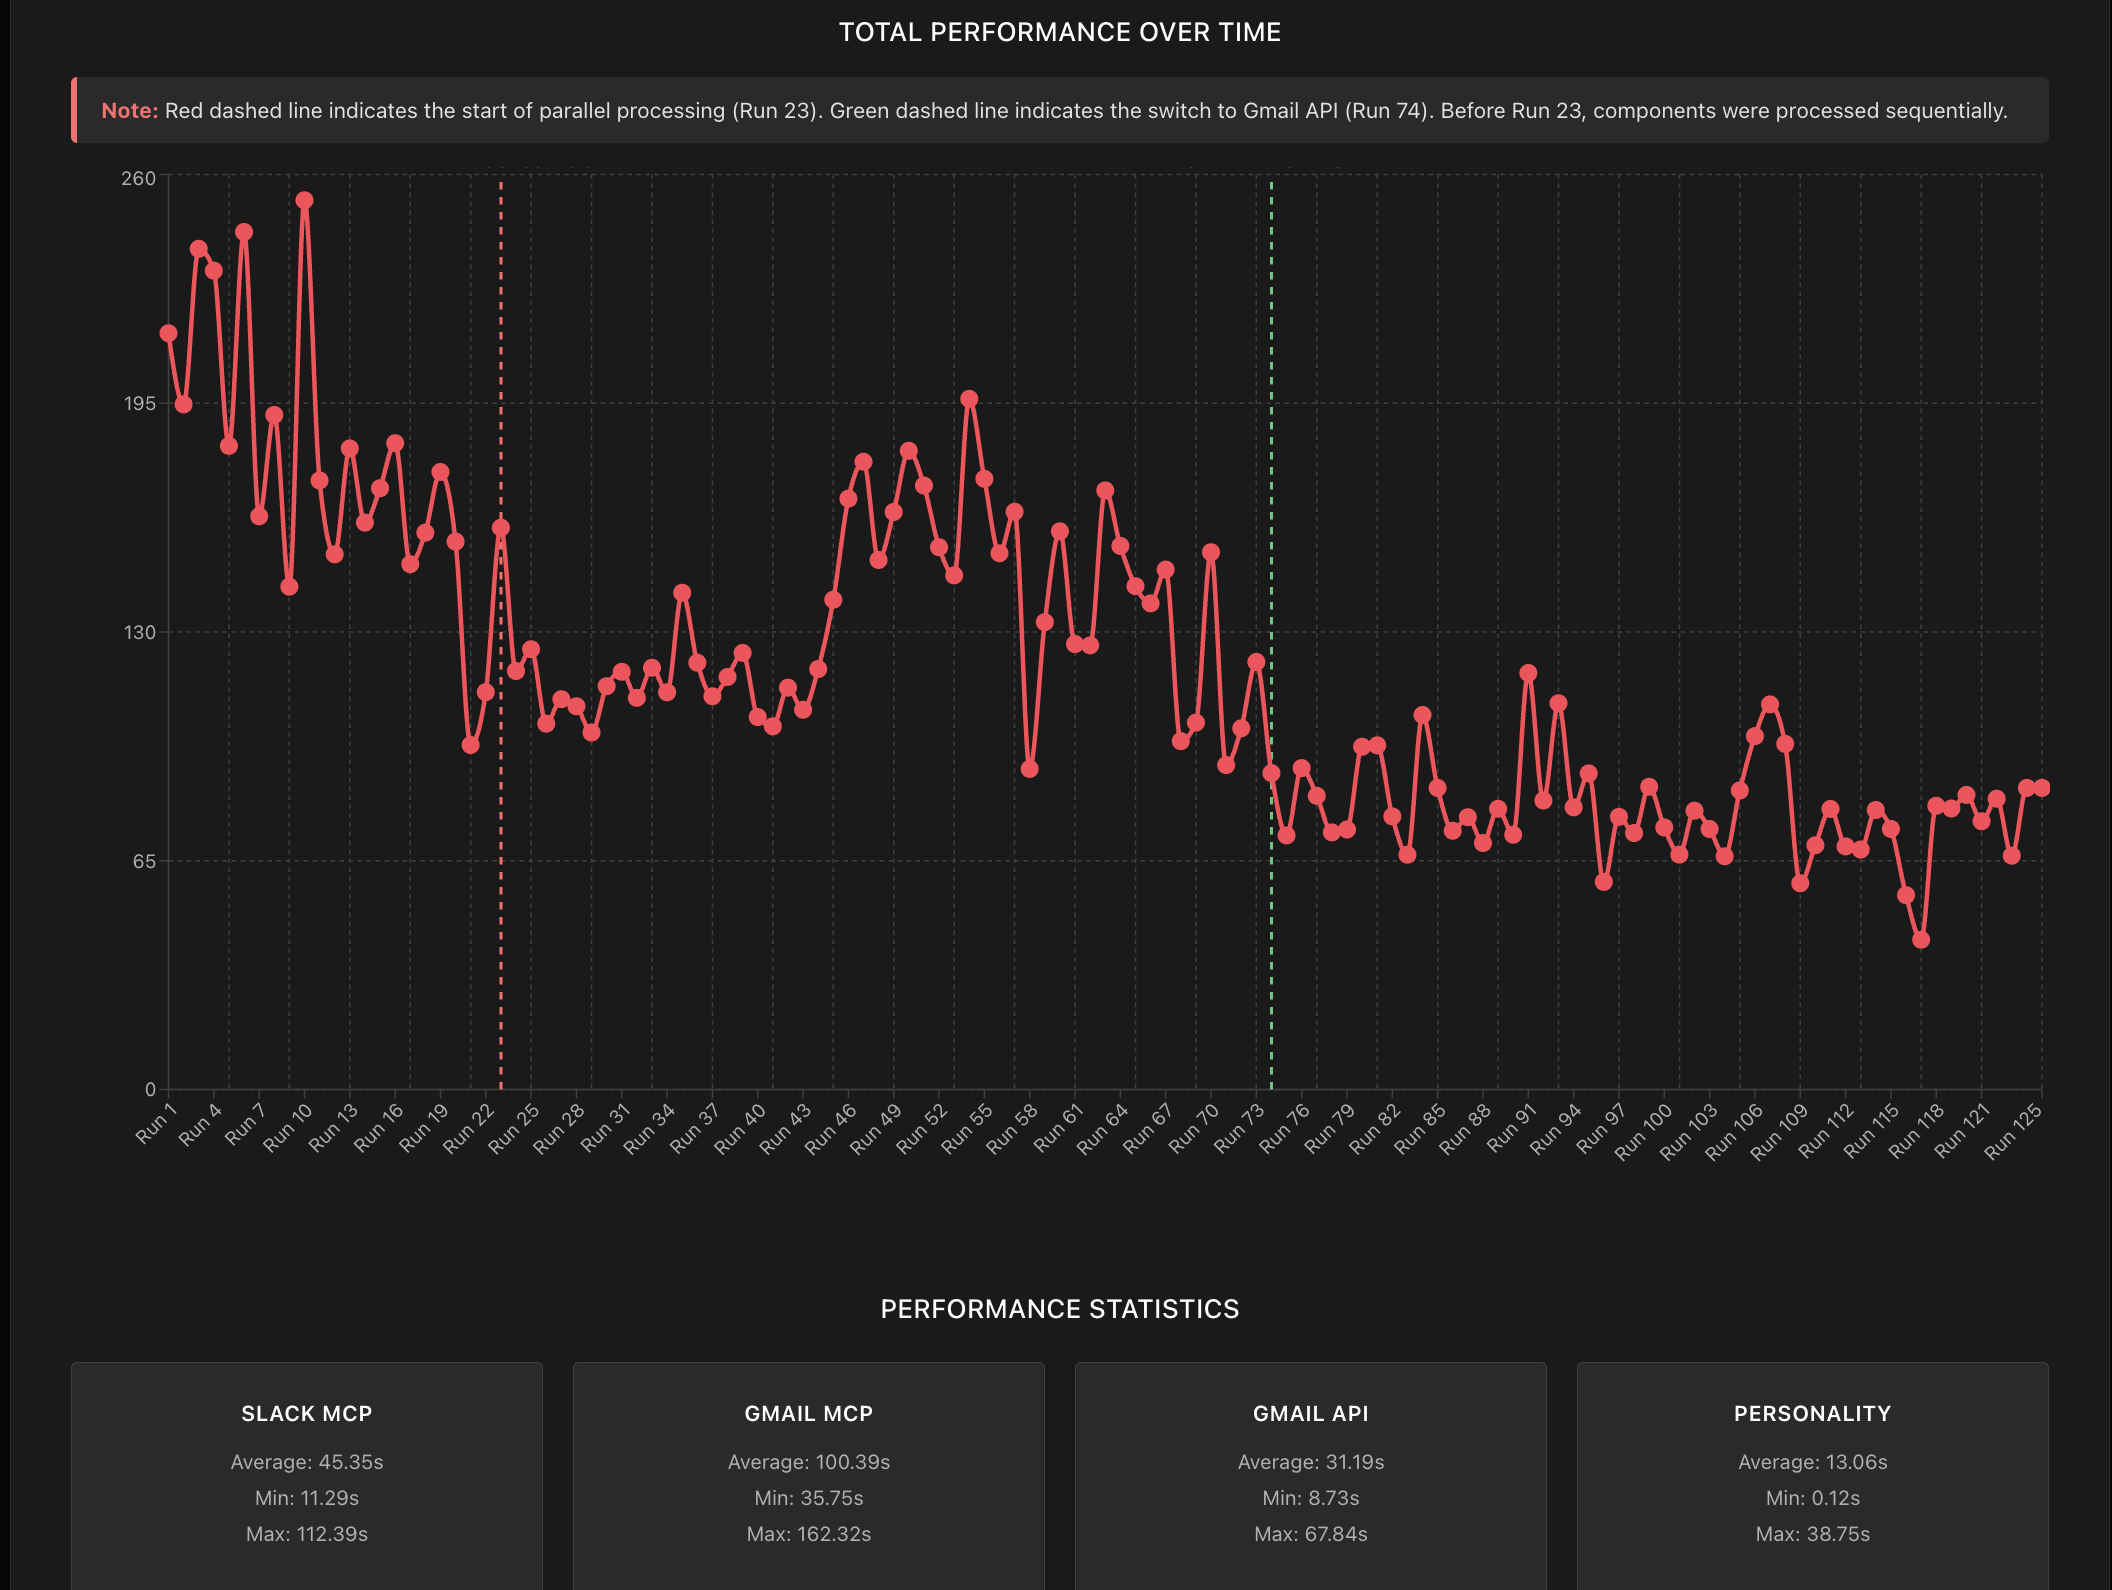 TOTAL PERFORMANCE OVER TIME
Note: Red dashed line indicates the start of parallel processing (Run 23). Green dashed line indicates the switch to Gmail API (Run 74). Before Run 23, components were processed sequentially.
260
195
130
65
0
Run 1
Run 4
Run 7
Run 10
Run 13
Run 16
Run 19
Run 22
Run 25
Run 28
Run 31
Run 34
Run 37
Run 40
Run 43
Run 46
Run 49
Run 52
Run 55
Run 58
Run 61
Run 64
Run 67
Run 70
Run 73
Run 76
Run 79
Run 82
Run 85
Run 88
Run 91
Run 94
Run 97
Run 100
Run 103
Run 106
Run 109
Run 112
Run 115
Run 118
Run 121
Run 125
PERFORMANCE STATISTICS
SLACK MCP
Average: 45.35s
Min: 11.29s
Max: 112.39s
GMAIL MCP
Average: 100.39s
Min: 35.75s
Max: 162.32s
GMAIL API
Average: 31.19s
Min: 8.73s
Max: 67.84s
PERSONALITY
Average: 13.06s
Min: 0.12s
Max: 38.75s